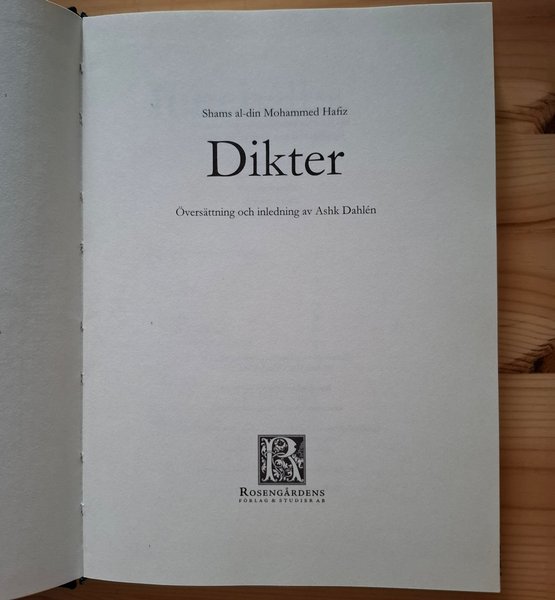 Shams al-din Mohammed Hafiz
Dikter
Översättning och inledning av Ashk Dahlén
R
ROSENGÅRDENS
FÖRLAG & STUDIER AB